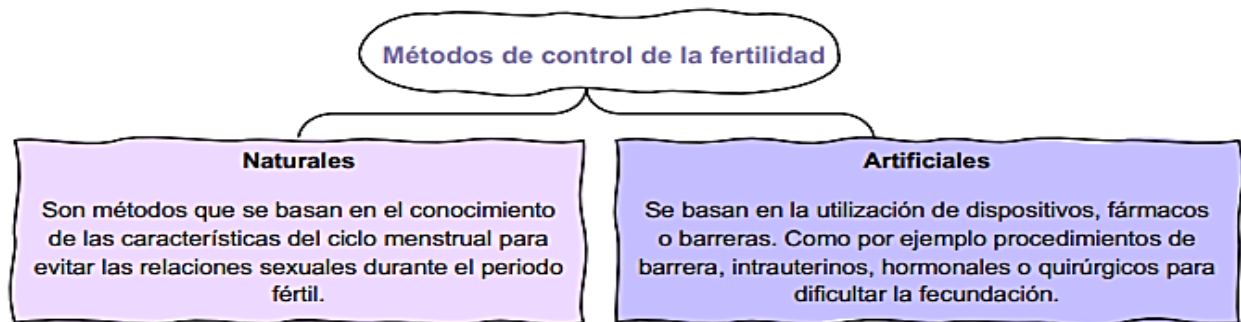 Métodos de control de la fertilidad
Naturales
Son métodos que se basan en el conocimiento
de las características del ciclo menstrual para
evitar las relaciones sexuales durante el periodo
fértil.
Artificiales
Se basan en la utilización de dispositivos, fármacos
o barreras. Como por ejemplo procedimientos de
barrera, intrauterinos, hormonales o quirúrgicos para
dificultar la fecundación.